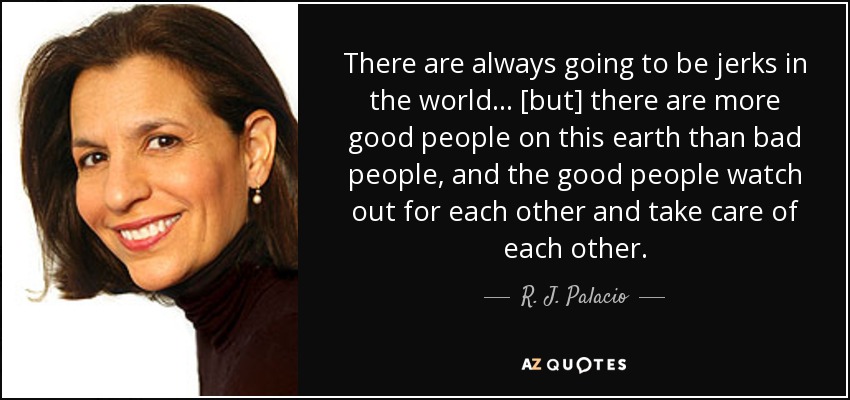 There are always going to be jerks in
the world... [but] there are more
good people on this earth than bad
people, and the good people watch
out for each other and take care of
each other.
R. J. Palacio
AZ QUOTES